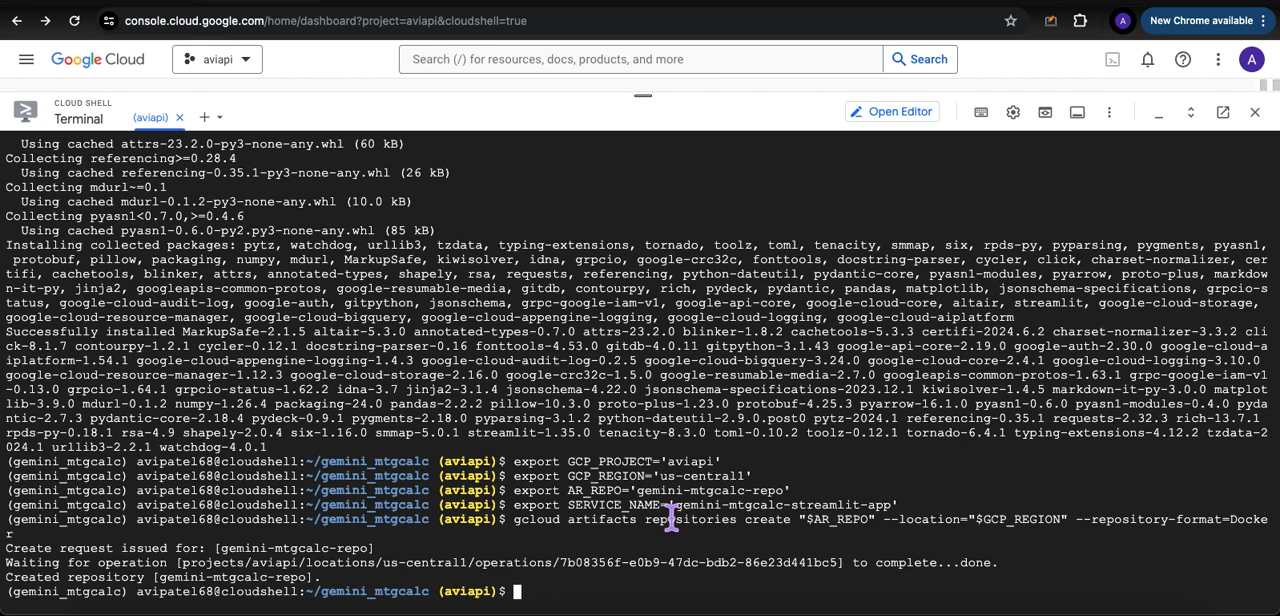 console.cloud.google.com/home/dashboard?project=aviapi&cloudshell=true
A
New Chrome available
Google Cloud
aviapi
Search (/) for resources, docs, products, and more
Search
A
CLOUD SHELL
Terminal
(aviapi)
Open Editor
Using cached attrs-23.2.0-py3-none-any.whl (60 kB)
Collecting referencing>=0.28.4
Using cached referencing-0.35.1-py3-none-any.whl (26 kB)
Collecting mdurl~=0.1
Using cached mdurl-0.1.2-py3-none-any.whl (10.0 kB)
Collecting pyasn1<0.7.0,>=0.4.6
Using cached pyasn1-0.6.0-py2.py3-none-any.whl (85 kB)
Installing collected packages: pytz, watchdog, urllib3, tzdata, typing-extensions, tornado, toolz, toml, tenacity, smmap, six, rpds-py, pyparsing, pygments, pyasn1,
protobuf, pillow, packaging, numpy, mdurl, MarkupSafe, kiwisolver, idna, grpcio, google-crc32c, fonttools, docstring-parser, cycler, click, charset-normalizer, cer
tifi, cachetools, blinker, attrs, annotated-types, shapely, rsa, requests, referencing, python-dateutil, pydantic-core, pyasn1-modules, pyarrow, proto-plus, markdow
n-it-py, jinja2, googleapis-common-protos, google-resumable-media, gitdb, contourpy, rich, pydeck, pydantic, pandas, matplotlib, jsonschema-specifications, grpcio-s
tatus, google-cloud-audit-log, google-auth, gitpython, jsonschema, grpc-google-iam-v1, google-api-core, google-cloud-core, altair, streamlit, google-cloud-storage,
google-cloud-resource-manager, google-cloud-bigquery, google-cloud-appengine-logging, google-cloud-logging, google-cloud-aiplatform
Successfully installed MarkupSafe-2.1.5 altair-5.3.0 annotated-types-0.7.0 attrs-23.2.0 blinker-1.8.2 cachetools-5.3.3 certifi-2024.6.2 charset-normalizer-3.3.2 cli
ck-8.1.7 contourpy-1.2.1 cycler-0.12.1 docstring-parser-0.16 fonttools-4.53.0 gitdb-4.0.11 gitpython-3.1.43 google-api-core-2.19.0 google-auth-2.30.0 google-cloud-a
iplatform-1.54.1 google-cloud-appengine-logging-1.4.3 google-cloud-audit-log-0.2.5 google-cloud-bigquery-3.24.0 google-cloud-core-2.4.1 google-cloud-logging-3.10.0
google-cloud-resource-manager-1.12.3 google-cloud-storage-2.16.0 google-crc32c-1.5.0 google-resumable-media-2.7.0 googleapis-common-protos-1.63.1 grpc-google-iam-v1
-0.13.0 grpcio-1.64.1 grpcio-status-1.62.2 idna-3.7 jinja2-3.1.4 jsonschema-4.22.0 jsonschema-specifications-2023.12.1 kiwisolver-1.4.5 markdown-it-py-3.0.0 matplot
lib-3.9.0 mdurl-0.1.2 numpy-1.26.4 packaging-24.0 pandas-2.2.2 pillow-10.3.0 proto-plus-1.23.0 protobuf-4.25.3 pyarrow-16.1.0 pyasn1-0.6.0 pyasn1-modules-0.4.0 pyda
ntic-2.7.3 pydantic-core-2.18.4 pydeck-0.9.1 pygments-2.18.0 pyparsing-3.1.2 python-dateutil-2.9.0.post0 pytz-2024.1 referencing-0.35.1 requests-2.32.3 rich-13.7.1
rpds-py-0.18.1 rsa-4.9 shapely-2.0.4 six-1.16.0 smmap-5.0.1 streamlit-1.35.0 tenacity-8.3.0 toml-0.10.2 toolz-0.12.1 tornado-6.4.1 typing-extensions-4.12.2 tzdata-2
024.1 urllib3-2.2.1 watchdog-4.0.1
(gemini_mtgcalc) avipatel68@cloudshell:~/gemini_mtgcalc (aviapi)$ export GCP_PROJECT='aviapi'
(gemini_mtgcalc) avipatel68@cloudshell:~/gemini_mtgcalc (aviapi)$ export GCP_REGION='us-central1'
(gemini_mtgcalc) avipatel68@cloudshell:~/gemini_mtgcalc (aviapi)$ export AR_REPO='gemini-mtgcalc-repo'
(gemini_mtgcalc) avipatel68@cloudshell:~/gemini_mtgcalc (aviapi)$ export SERVICE_NAME='gemini-mtgcalc-streamlit-app'
(gemini_mtgcalc) avipatel68@cloudshell:~/gemini_mtgcalc (aviapi)$ gcloud artifacts repositories create "$AR_REPO" --location="$GCP_REGION" --repository-format=Docke
r
Create request issued for: [gemini-mtgcalc-repo]
Waiting for operation [projects/aviapi/locations/us-central1/operations/7b08356f-e0b9-47dc-bdb2-86e23d441bc5] to complete...done.
Created repository [gemini-mtgcalc-repo].
(gemini_mtgcalc) avipatel68@cloudshell:~/gemini_mtgcalc (aviapi)$